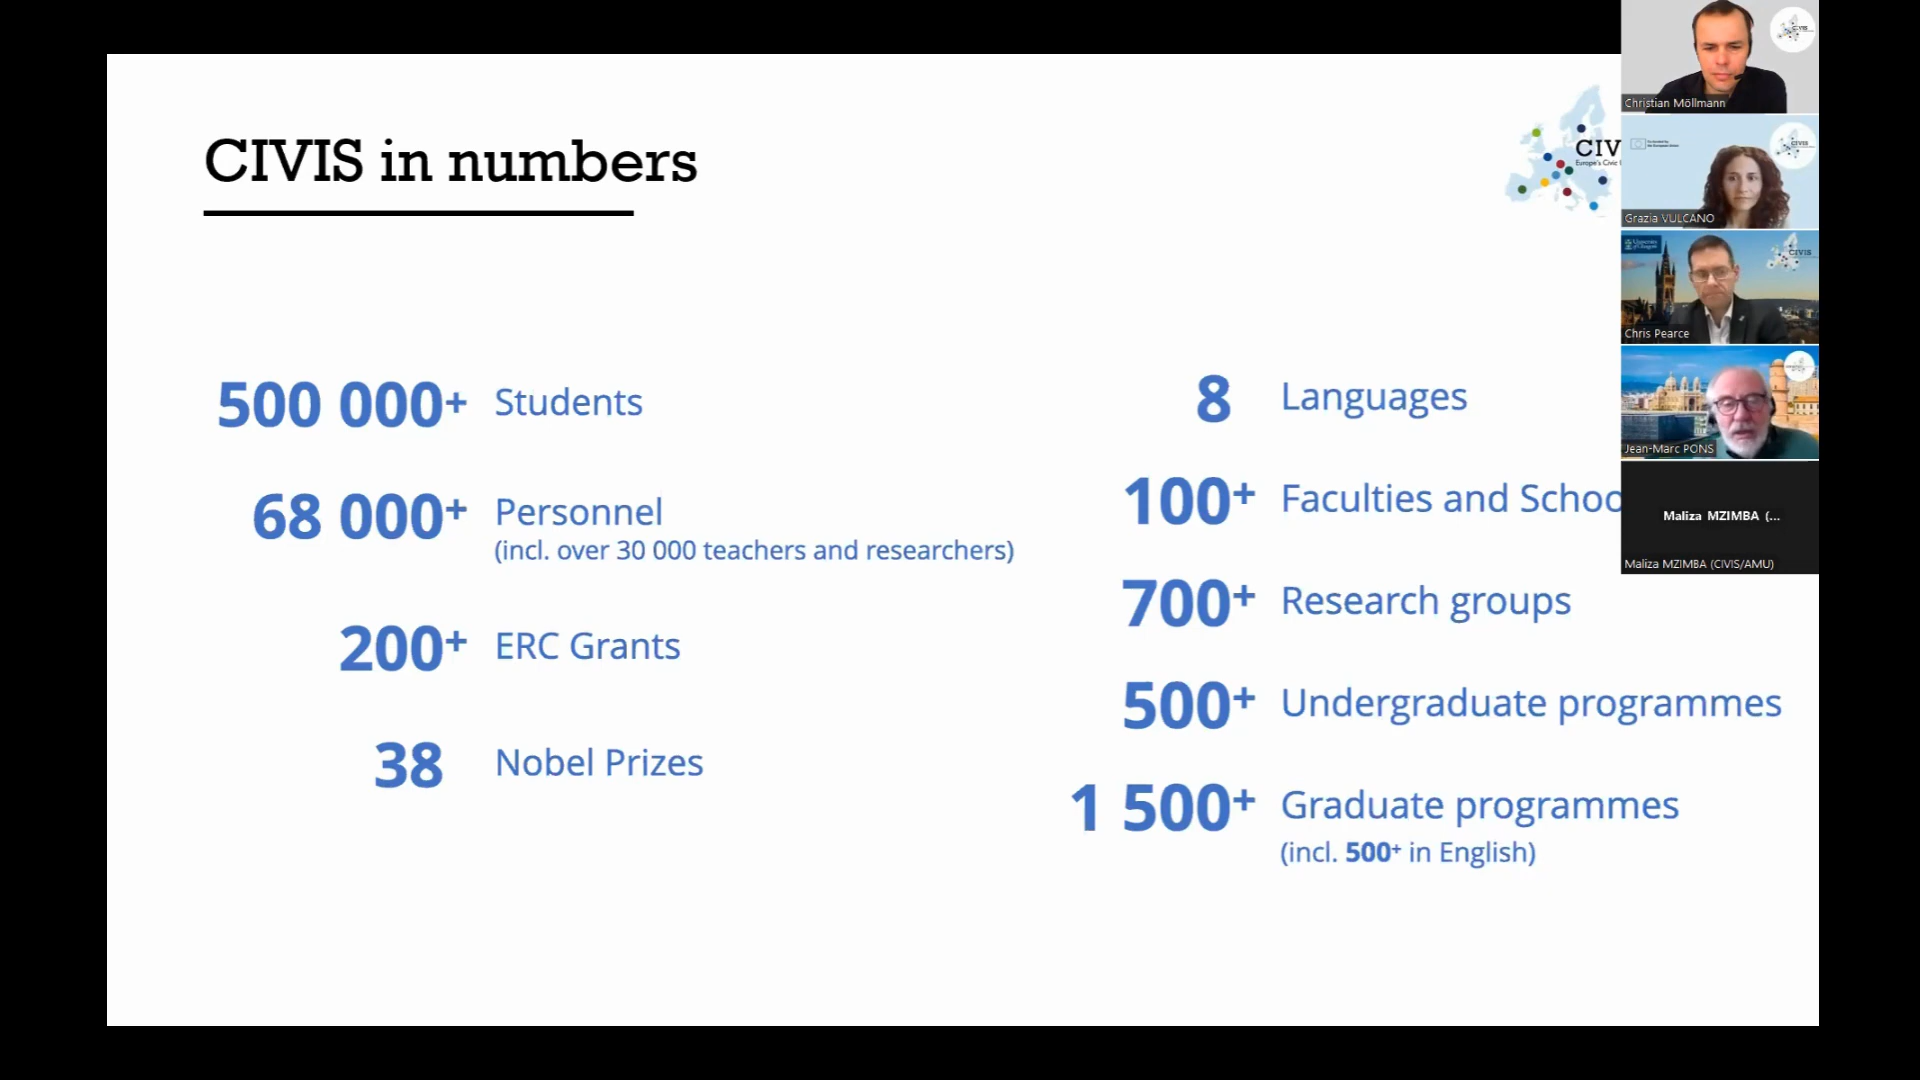 CIVIS in numbers
CIV
Europe's Civic
500 000+ Students
68 000+ Personnel
(incl. over 30 000 teachers and researchers)
200+ ERC Grants
38 Nobel Prizes
8 Languages
100+ Faculties and Schoo
700+ Research groups
500+ Undergraduate programmes
1 500+ Graduate programmes
(incl. 500+ in English)
Christian Möllmann
CIVIS
Grazia VULCANO
CIVIS
Chris Pearce
Jean-Marc PONS
Maliza MZIMBA (...
Maliza MZIMBA (CIVIS/AMU)